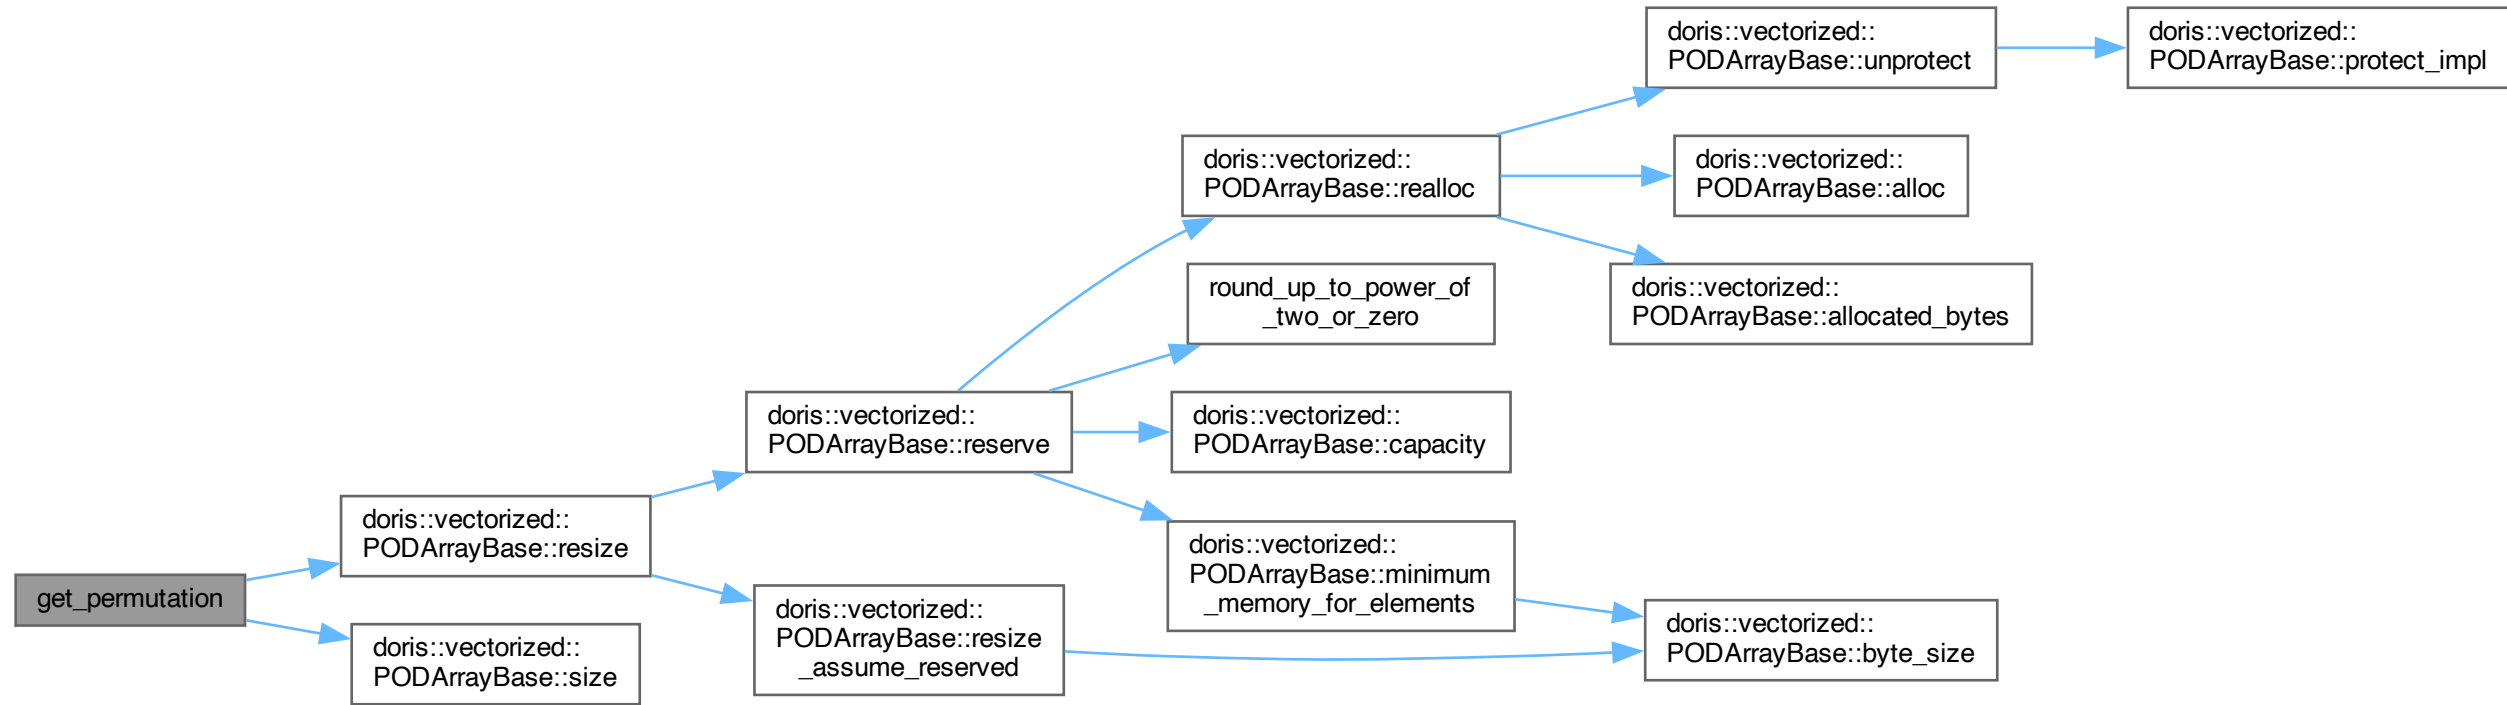 get_permutation
doris::vectorized::
PODArrayBase::resize
doris::vectorized::
PODArrayBase::size
doris::vectorized::
PODArrayBase::reserve
doris::vectorized::
PODArrayBase::resize
_assume_reserved
doris::vectorized::
PODArrayBase::realloc
round_up_to_power_of
_two_or_zero
doris::vectorized::
PODArrayBase::capacity
doris::vectorized::
PODArrayBase::minimum
_memory_for_elements
doris::vectorized::
PODArrayBase::unprotect
doris::vectorized::
PODArrayBase::alloc
doris::vectorized::
PODArrayBase::allocated_bytes
doris::vectorized::
PODArrayBase::byte_size
doris::vectorized::
PODArrayBase::protect_impl